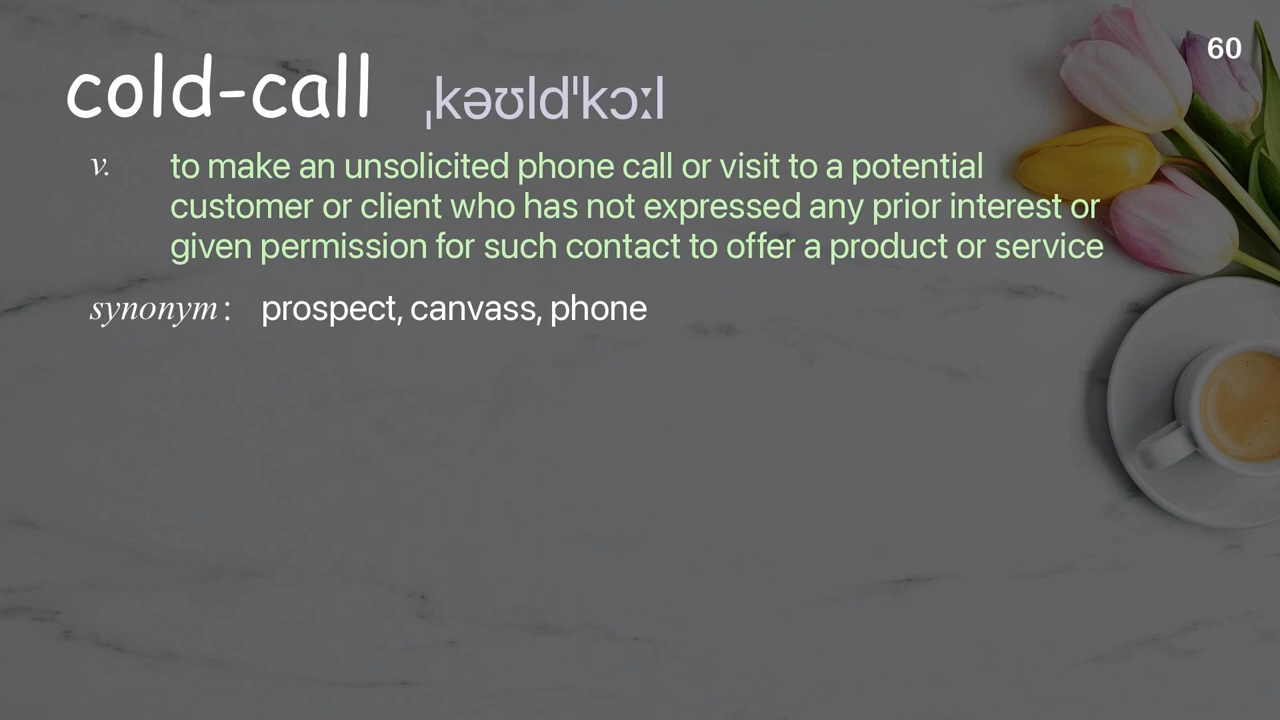 60
cold-call ˌkəʊldˈkɔːl
v. to make an unsolicited phone call or visit to a potential
customer or client who has not expressed any prior interest or
given permission for such contact to offer a product or service
synonym : prospect, canvass, phone